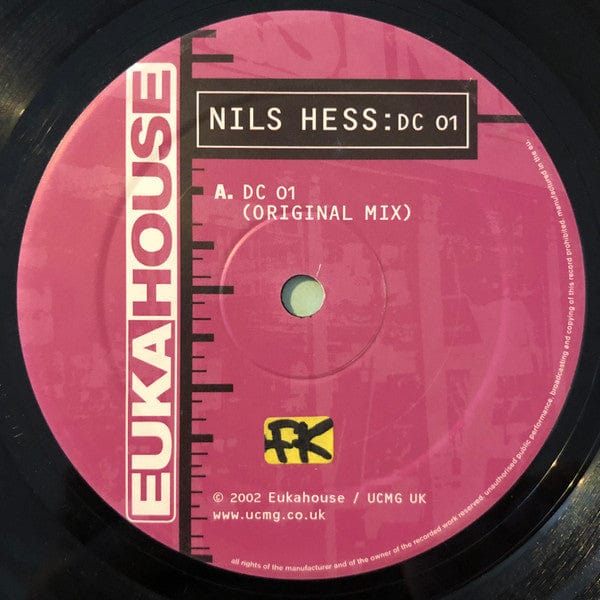 EUKAHOUSE
NILS HESS: DC 01
A. DC 01
(ORIGINAL MIX)
FK
© 2002 Eukahouse / UCMG UK
www.ucmg.co.uk
all rights of the manufacturer and of the owner of the recorded work reserved. unauthorised public performance, broadcasting and copying of this record prohibited. manufactured in the eu.